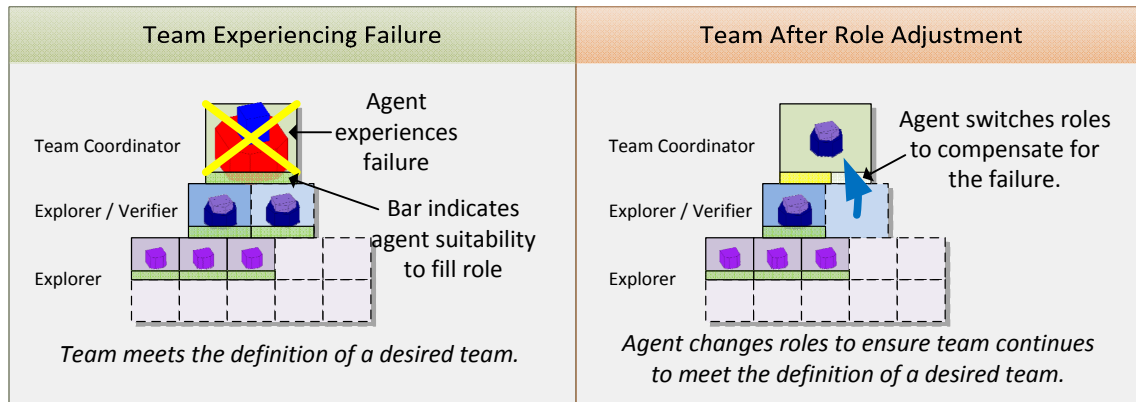 Team Experiencing Failure
Team Coordinator
Agent
experiences
failure
Explorer / Verifier
Bar indicates
agent suitability
to fill role
Explorer
Team meets the definition of a desired team.
Team After Role Adjustment
Team Coordinator
Agent switches roles
to compensate for
the failure.
Explorer / Verifier
Explorer
Agent changes roles to ensure team continues
to meet the definition of a desired team.